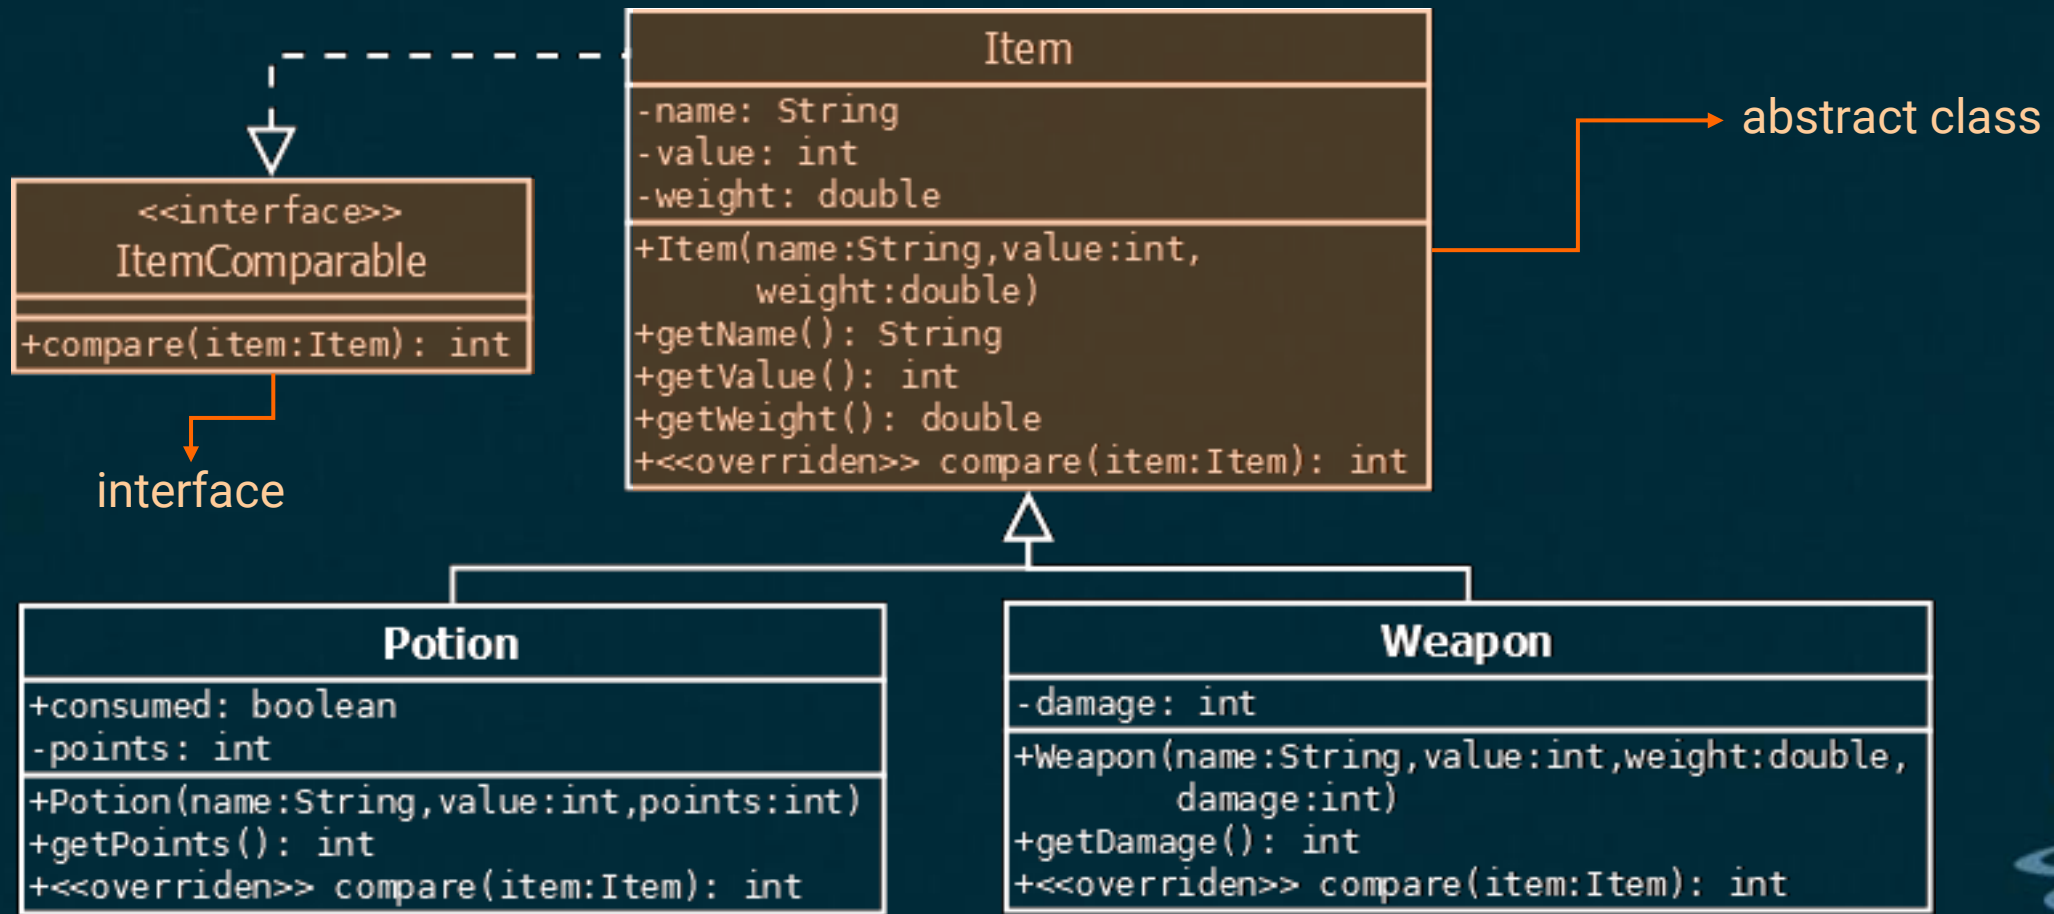 Item
-name: String
-value: int
-weight: double
+Item(name:String,value:int,
weight:double)
+getName(): String
+getValue(): int
+getWeight(): double
+<<overriden>> compare(item:Item): int
abstract class
<<interface>>
ItemComparable
+compare(item:Item): int
interface
Potion
+consumed: boolean
-points: int
+Potion(name:String,value:int,points:int)
+getPoints(): int
+<<overriden>> compare(item:Item): int
Weapon
-damage: int
+Weapon(name:String,value:int,weight:double,
damage:int)
+getDamage(): int
+<<overriden>> compare(item:Item): int